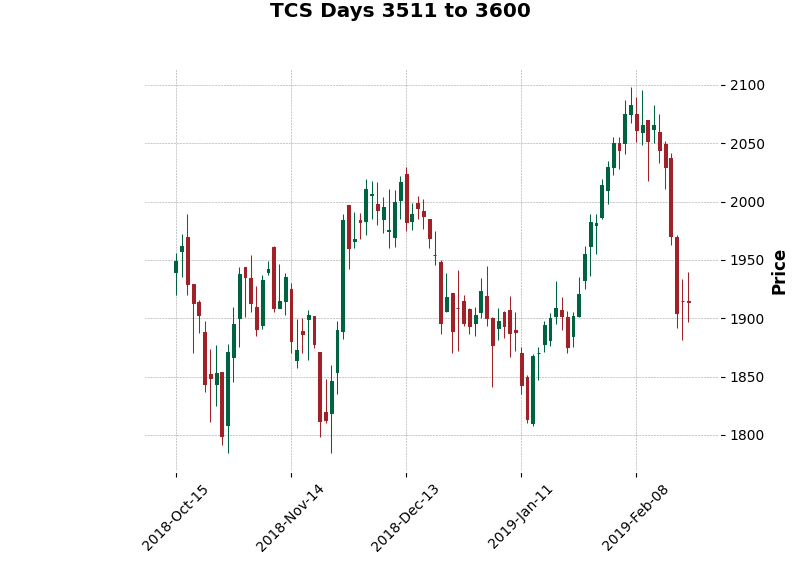 TCS Days 3511 to 3600
2100
2050
2000
1950
1900
1850
1800
Price
2018-Oct-15
2018-Nov-14
2018-Dec-13
2019-Jan-11
2019-Feb-08